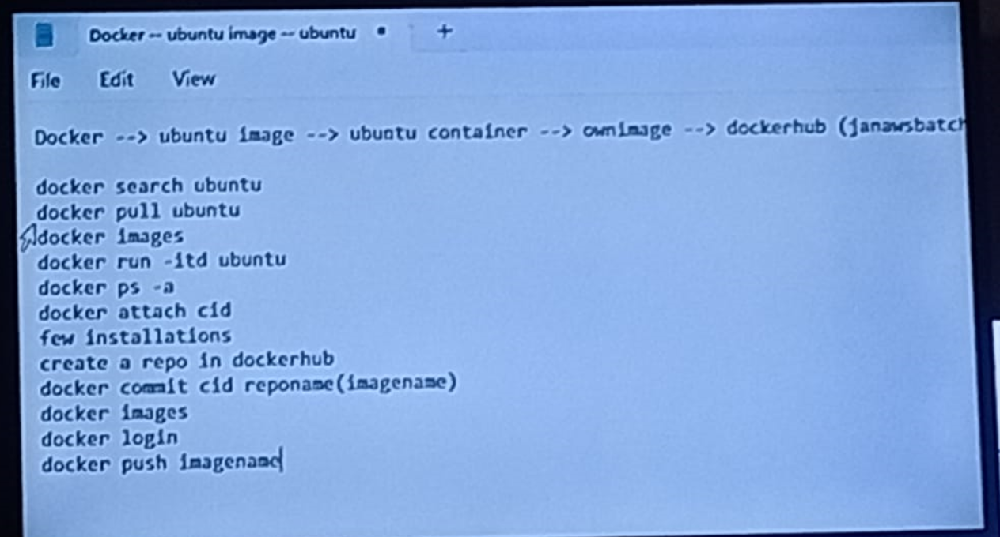 Docker -- ubuntu image -- ubuntu
File Edit View
Docker --> ubuntu image --> ubuntu container --> ownimage --> dockerhub (janawsbatch
docker search ubuntu
docker pull ubuntu
docker images
docker run -itd ubuntu
docker ps -a
docker attach cid
few installations
create a repo in dockerhub
docker commit cid reponame(imagename)
docker images
docker login
docker push imagename